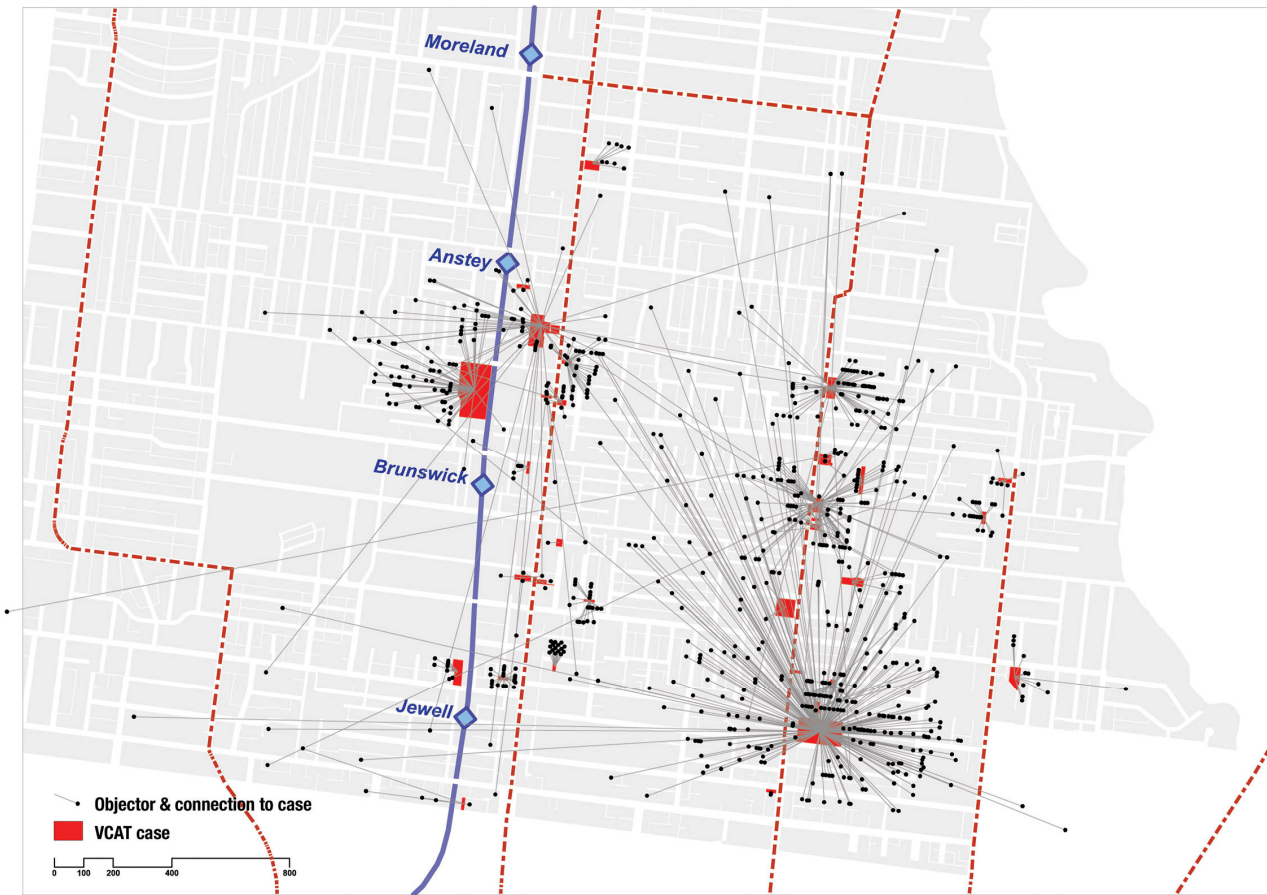 Moreland
Anstey
Brunswick
Jewell
Objector & connection to case
VCAT case
0 100 200 400 800